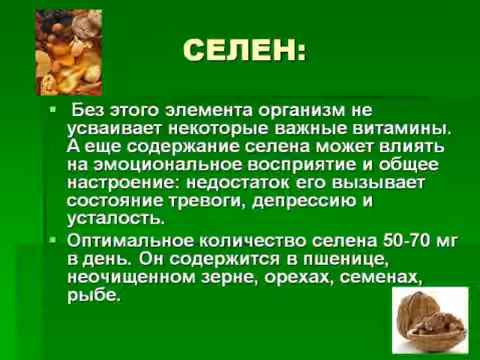 СЕЛЕН:
Без этого элемента организм не
усваивает некоторые важные витамины.
А еще содержание селена может влиять
на эмоциональное восприятие и общее
настроение: недостаток его вызывает
состояние тревоги, депрессию и
усталость.
Оптимальное количество селена 50-70 мг
в день. Он содержится в пшенице,
неочищенном зерне, орехах, семенах,
рыбе.